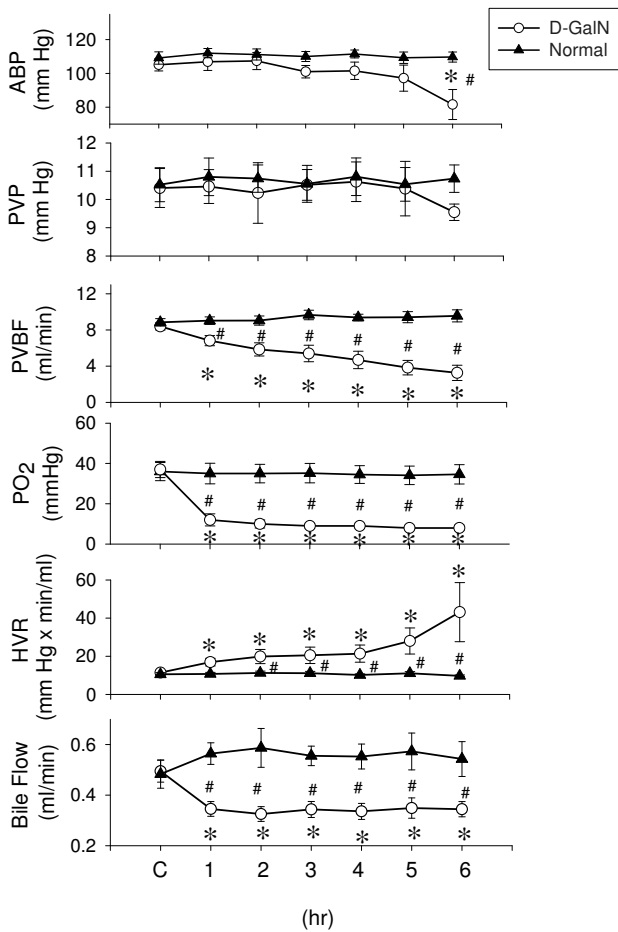 D-GalN
Normal
ABP
(mm Hg)
120
100
80
*
#
PVP
(mm Hg)
12
11
10
9
8
PVBF
(ml/min)
12
8
4
0
# # # # # #
* * * * * *
PO2
(mmHg)
60
40
20
0
# # # # # #
* * * * * *
HVR
(mm Hg x min/ml)
60
40
20
0
* * * * * *
# # # # #
Bile Flow
(ml/min)
0.6
0.4
0.2
# # # # # #
* * * * * *
C 1 2 3 4 5 6
(hr)